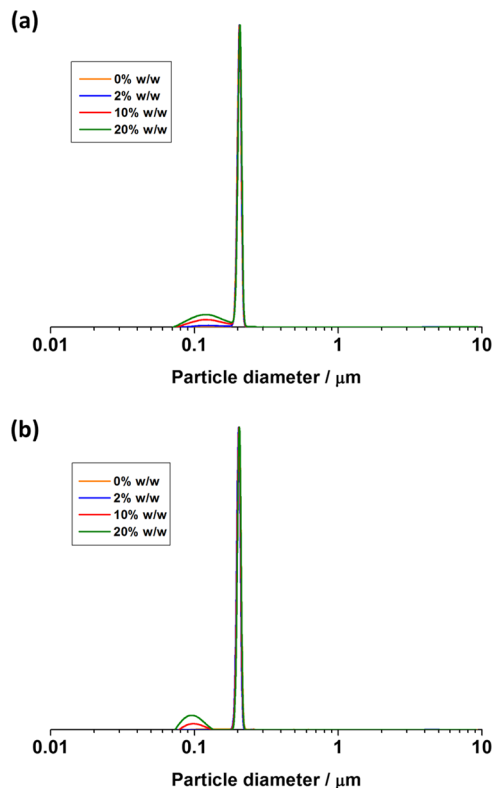 (a)
0% w/w
2% w/w
10% w/w
20% w/w
0.01 0.1 1 10
Particle diameter / μm
(b)
0% w/w
2% w/w
10% w/w
20% w/w
0.01 0.1 1 10
Particle diameter / μm